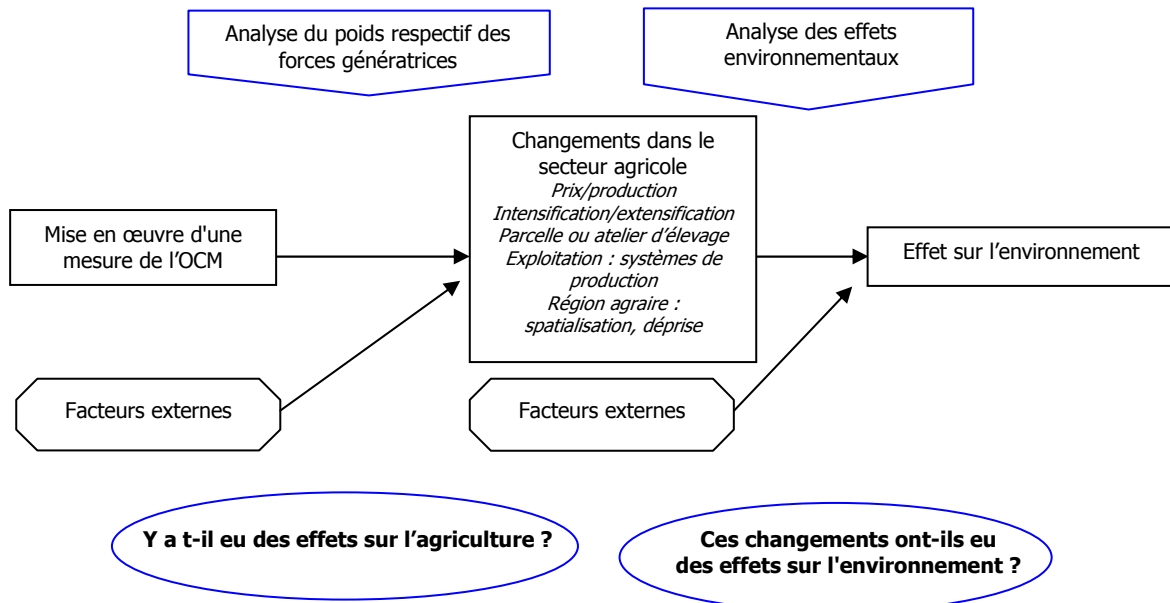 Analyse du poids respectif des
forces génératrices
Analyse des effets
environnementaux
Changements dans le
secteur agricole
Prix/production
Intensification/extensification
Parcelle ou atelier d'élevage
Exploitation : systèmes de
production
Région agraire :
spatialisation, déprise
Mise en œuvre d'une
mesure de l'OCM
Effet sur l'environnement
Facteurs externes
Facteurs externes
Y a t-il eu des effets sur l'agriculture ?
Ces changements ont-ils eu
des effets sur l'environnement ?